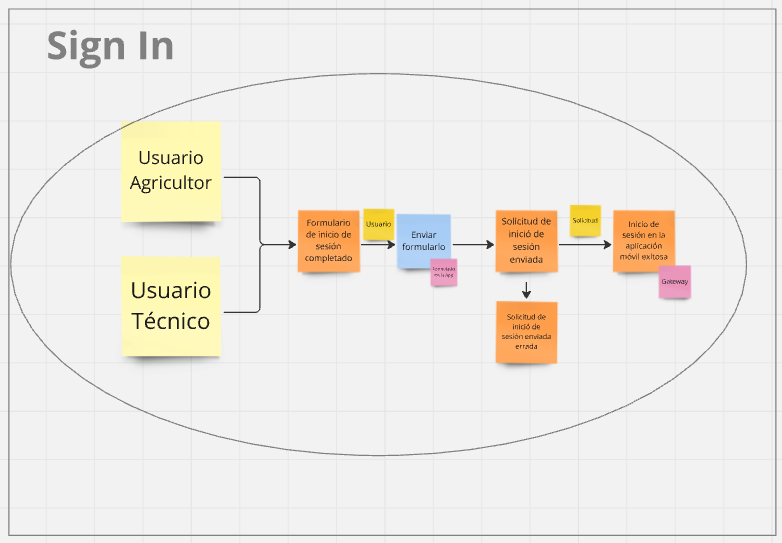 Sign In
Usuario
Agricultor
Usuario
Técnico
Formulario
de inicio de
sesión
completado
Usuario
Enviar
formulario
Formulario
en la app
Solicitud de
inició de
sesión
enviada
Solicitud de
inició de
sesión enviada
errada
Solicitud
Inicio de
sesión en la
aplicación
móvil exitosa
Gateway